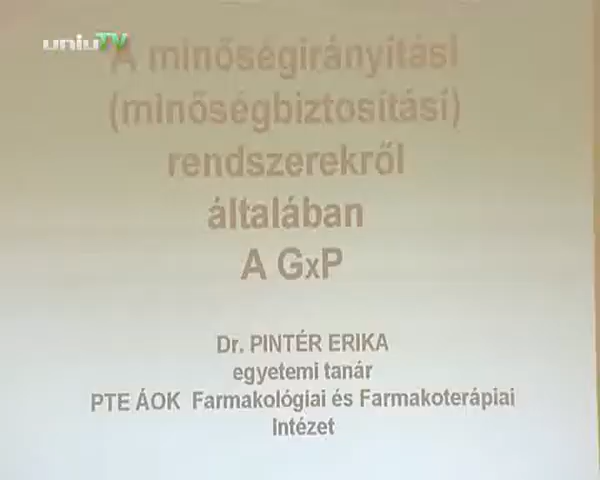 uniuTV
A minőségirányítási
(minőségbiztosítási)
rendszerekről
általában
A GxP
Dr. PINTÉR ERIKA
egyetemi tanár
PTE ÁOK Farmakológiai és Farmakoterápiai
Intézet